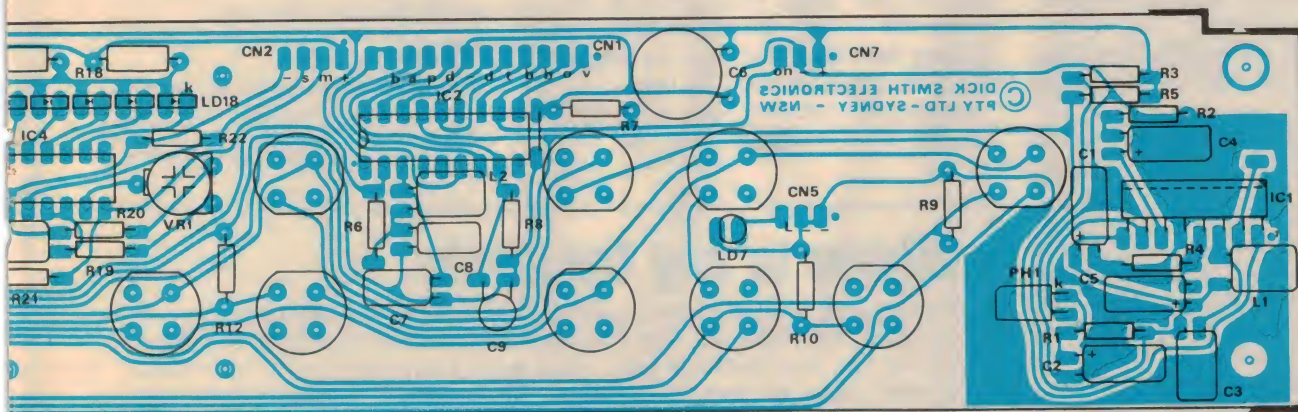 CN2
CN1
CN7
R18
- s m +
b a p d - d t b h o v
C6
on - +
k
LD18
IC2
© DICK SMITH ELECTRONICS
PTY LTD - SYDNEY - NSW
R3
R5
R2
IC4
R22
R7
C4
+
L2
C1
R20
VR1
R6
R8
CN5
L - -
R9
IC1
+
R19
LD7
R4
R21
C8
PH1
k
C5
+
L1
R12
C7
C9
R10
R1
C2
+
C3